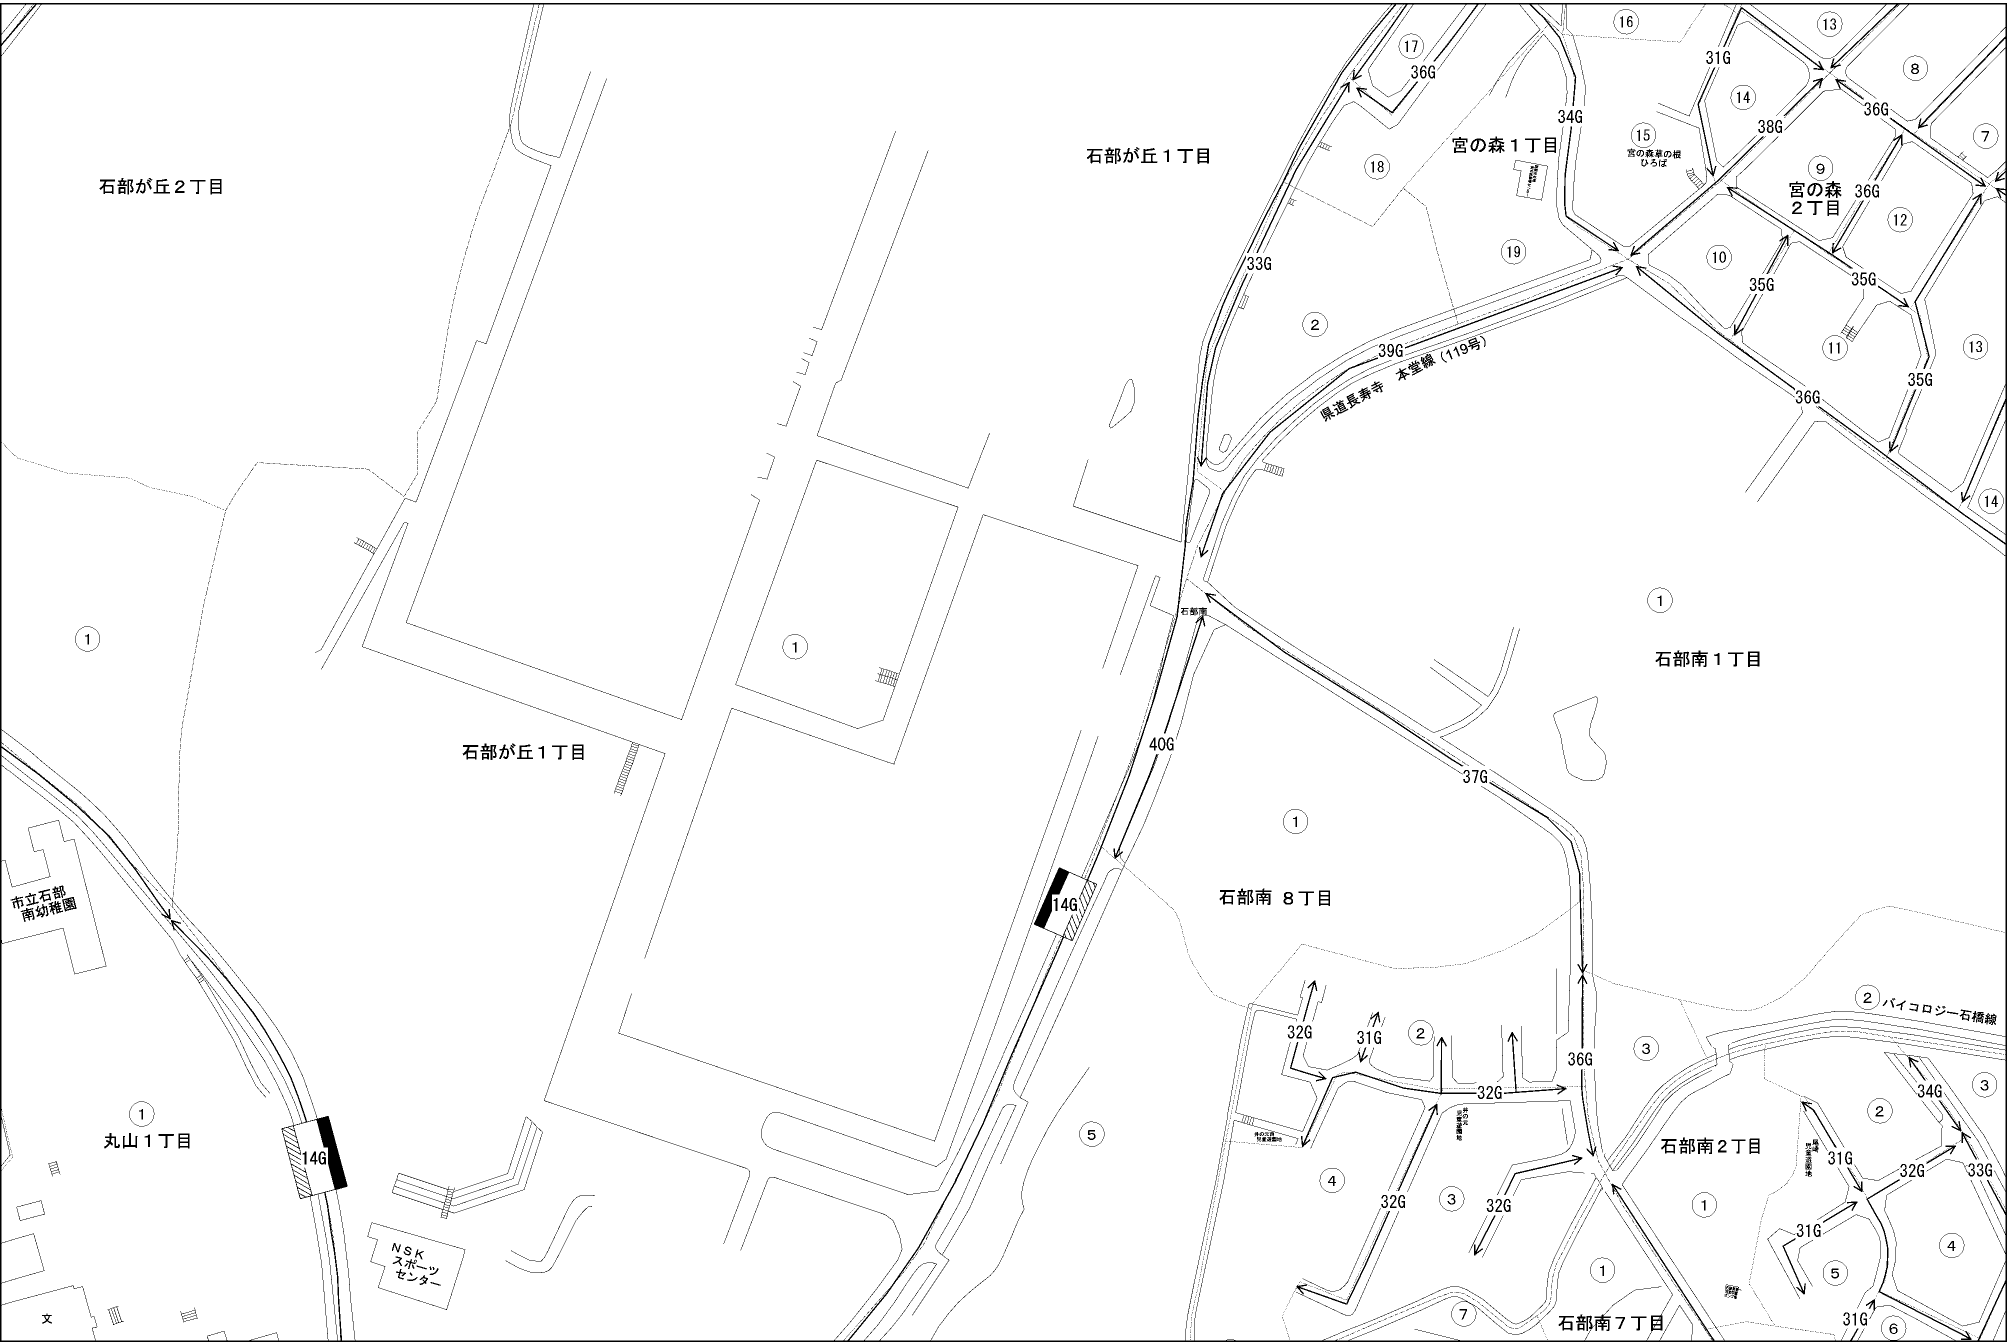 16
13
17
36G
31G
8
14
36G
34G
38G
15
7
宮の森1丁目
宮の森草の根
ひろば
石部が丘1丁目
18
9
石部が丘2丁目
宮の森
2丁目
36G
12
19
10
33G
35G
35G
2
39G
県道長寿寺 本堂線(119号)
11
13
35G
36G
14
1
石部南
1
1
石部南1丁目
石部が丘1丁目
40G
37G
1
市立石部
南幼稚園
14G
石部南 8丁目
2
バイコロジー石橋線
32G
31G
2
36G
3
3
32G
34G
2
1
丸山1丁目
井の元
児童遊園地
5
石部南2丁目
31G
32G
33G
14G
4
32G
3
32G
1
31G
4
NSK
スポーツ
センター
1
5
7
石部南7丁目
31G
6
文